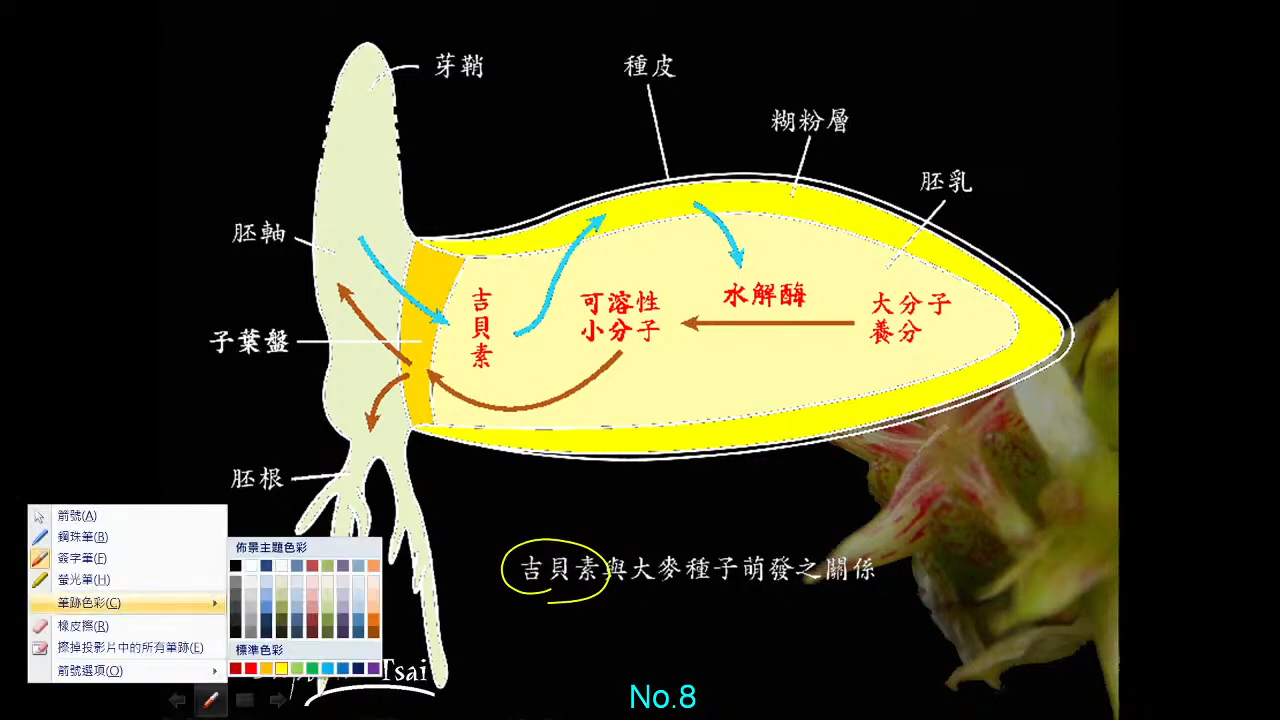 芽鞘
種皮
糊粉層
胚乳
胚軸
吉貝素
可溶性
小分子
水解酶
大分子
養分
子葉盤
胚根
吉貝素與大麥種子萌發之關係
箭號(A)
鋼珠筆(B)
簽字筆(F)
螢光筆(H)
筆跡色彩(C)
橡皮擦(R)
擦掉投影片中的所有筆跡(E)
箭號選項(O)
佈景主題色彩
標準色彩
Tsai
No.8